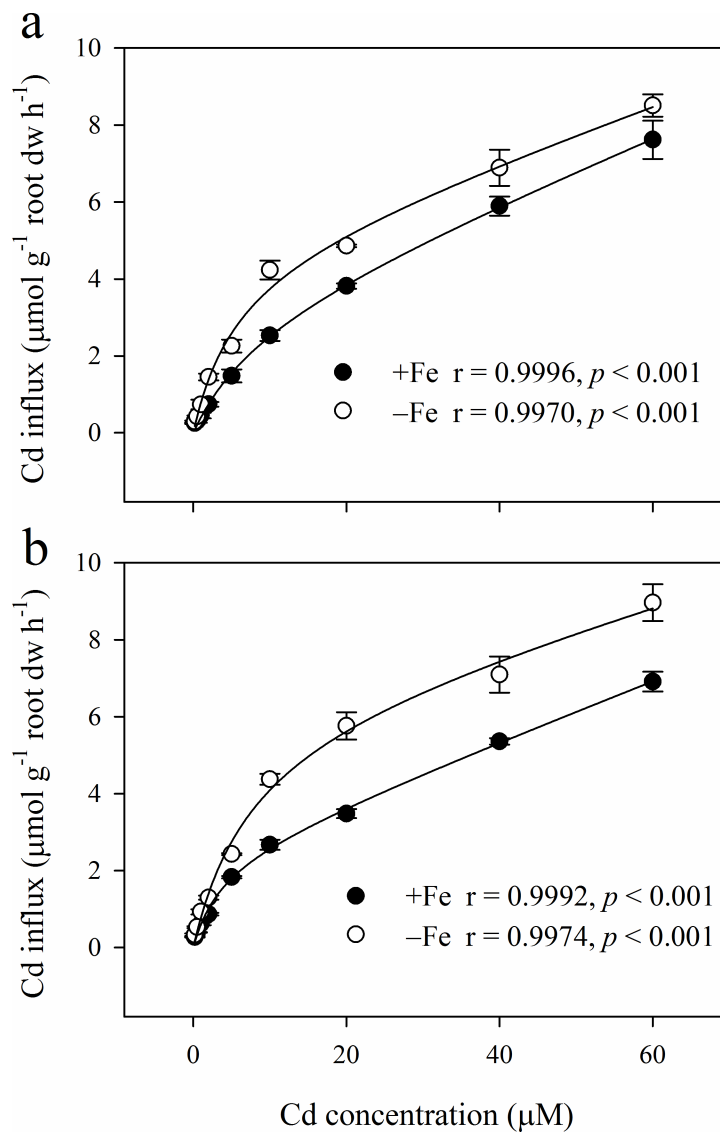 a
10
8
6
4
2
0
Cd influx (μmol g⁻¹ root dw h⁻¹)
+Fe r = 0.9996, p < 0.001
–Fe r = 0.9970, p < 0.001
b
10
8
6
4
2
0
Cd influx (μmol g⁻¹ root dw h⁻¹)
+Fe r = 0.9992, p < 0.001
–Fe r = 0.9974, p < 0.001
0 20 40 60
Cd concentration (μM)